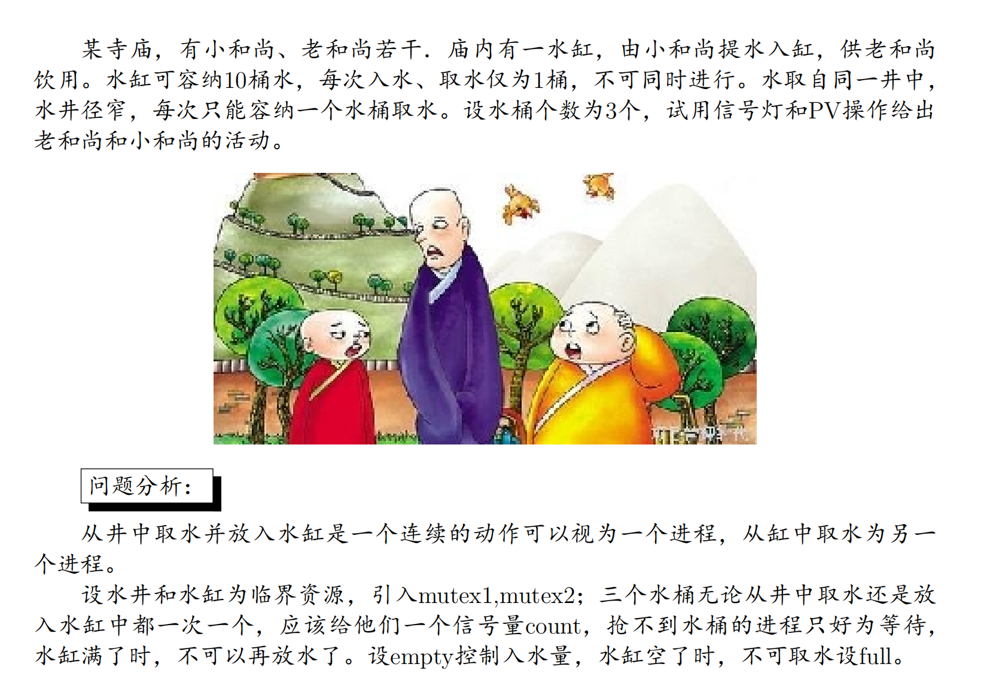 某寺庙，有小和尚、老和尚若干．庙内有一水缸，由小和尚提水入缸，供老和尚
饮用。水缸可容纳10桶水，每次入水、取水仅为1桶，不可同时进行。水取自同一井中，
水井径窄，每次只能容纳一个水桶取水。设水桶个数为3个，试用信号灯和PV操作给出
老和尚和小和尚的活动。
问题分析：
从井中取水并放入水缸是一个连续的动作可以视为一个进程，从缸中取水为另一
个进程。
设水井和水缸为临界资源，引入mutex1,mutex2；三个水桶无论从井中取水还是放
入水缸中都一次一个，应该给他们一个信号量count，抢不到水桶的进程只好为等待，
水缸满了时，不可以再放水了。设empty控制入水量，水缸空了时，不可取水设full。